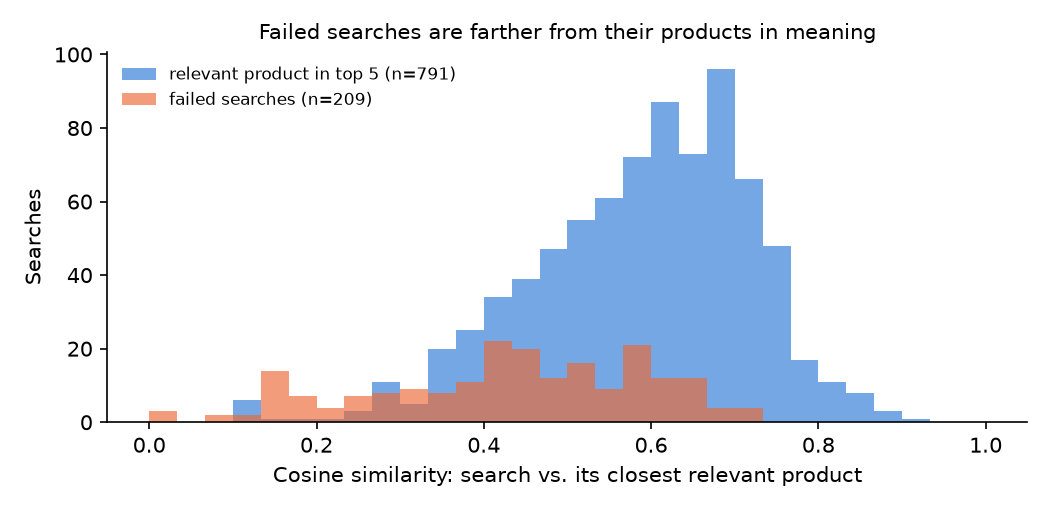 Failed searches are farther from their products in meaning
relevant product in top 5 (n=791)
failed searches (n=209)
100
80
60
40
20
0
Searches
0.0 0.2 0.4 0.6 0.8 1.0
Cosine similarity: search vs. its closest relevant product